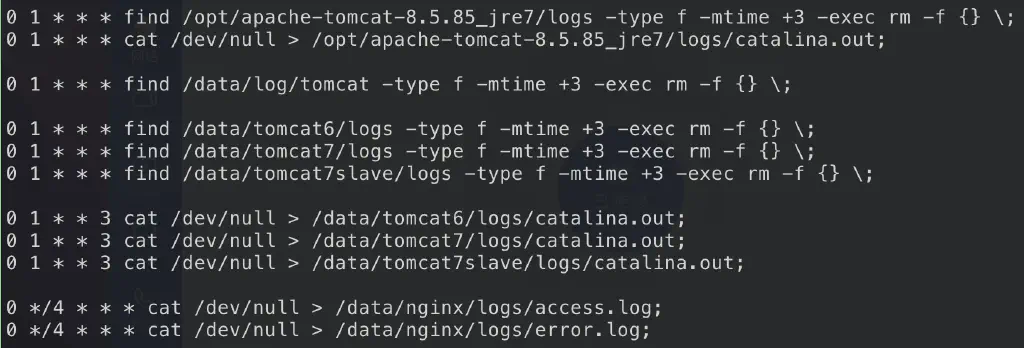 0 1 * * * find /opt/apache-tomcat-8.5.85_jre7/logs -type f -mtime +3 -exec rm -f {} \;
0 1 * * * cat /dev/null > /opt/apache-tomcat-8.5.85_jre7/logs/catalina.out;
0 1 * * * find /data/log/tomcat -type f -mtime +3 -exec rm -f {} \;
0 1 * * * find /data/tomcat6/logs -type f -mtime +3 -exec rm -f {} \;
0 1 * * * find /data/tomcat7/logs -type f -mtime +3 -exec rm -f {} \;
0 1 * * * find /data/tomcat7slave/logs -type f -mtime +3 -exec rm -f {} \;
0 1 * * 3 cat /dev/null > /data/tomcat6/logs/catalina.out;
0 1 * * 3 cat /dev/null > /data/tomcat7/logs/catalina.out;
0 1 * * 3 cat /dev/null > /data/tomcat7slave/logs/catalina.out;
0 */4 * * * cat /dev/null > /data/nginx/logs/access.log;
0 */4 * * * cat /dev/null > /data/nginx/logs/error.log;